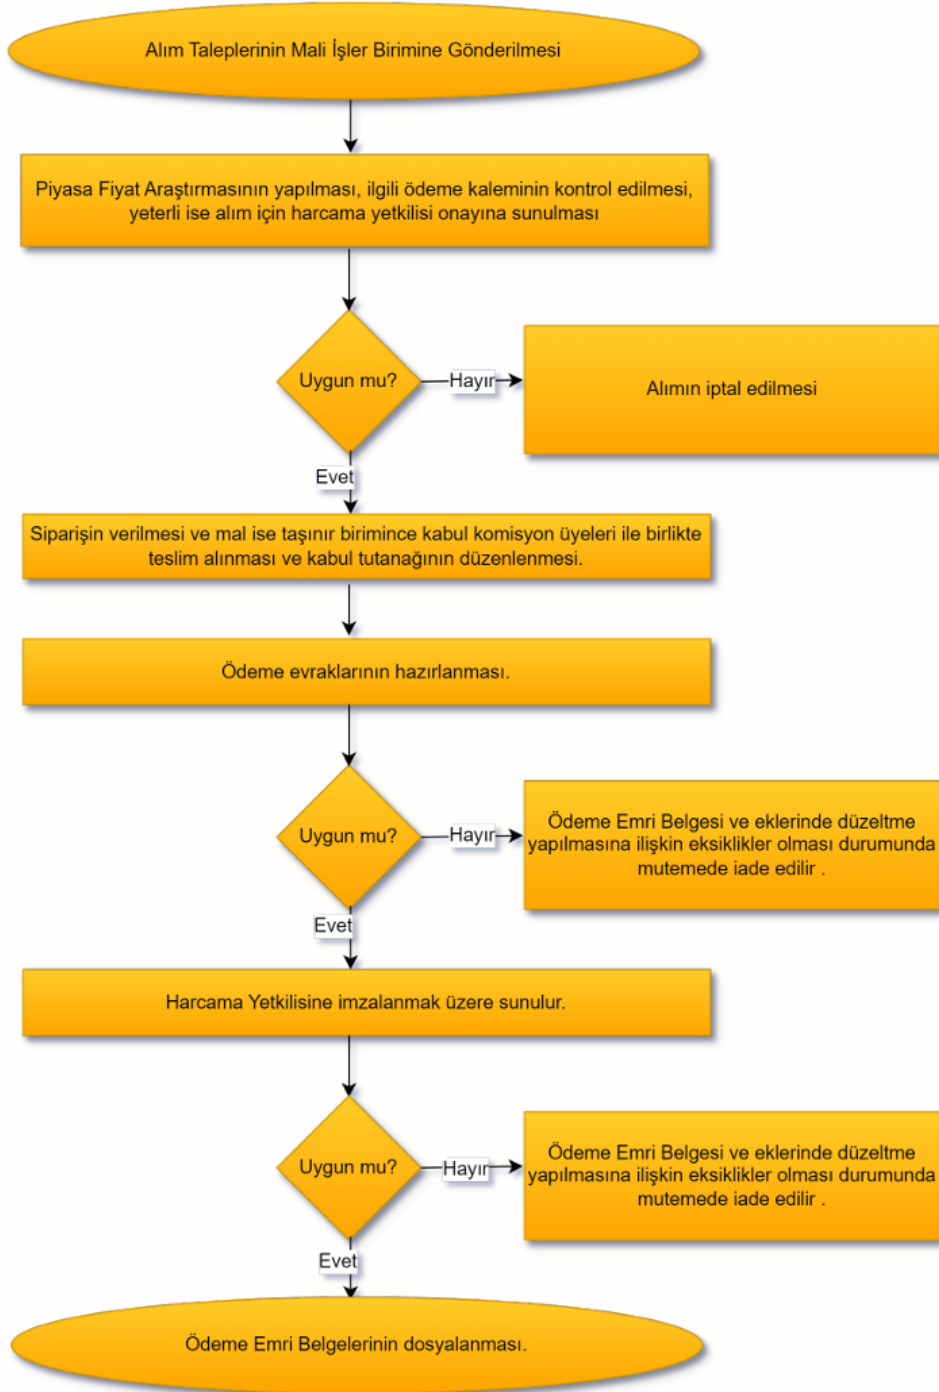 Alım Taleplerinin Mali İşler Birimine Gönderilmesi
Piyasa Fiyat Araştırmasının yapılması, ilgili ödeme kaleminin kontrol edilmesi,
yeterli ise alım için harcama yetkilisi onayına sunulması
Uygun mu?
Hayır
Alımın iptal edilmesi
Evet
Siparişin verilmesi ve mal ise taşınır birimince kabul komisyon üyeleri ile birlikte
teslim alınması ve kabul tutanağının düzenlenmesi.
Ödeme evraklarının hazırlanması.
Uygun mu?
Hayır
Ödeme Emri Belgesi ve eklerinde düzeltme
yapılmasına ilişkin eksiklikler olması durumunda
mutemede iade edilir .
Evet
Harcama Yetkilisine imzalanmak üzere sunulur.
Uygun mu?
Hayır
Ödeme Emri Belgesi ve eklerinde düzeltme
yapılmasına ilişkin eksiklikler olması durumunda
mutemede iade edilir .
Evet
Ödeme Emri Belgelerinin dosyalanması.